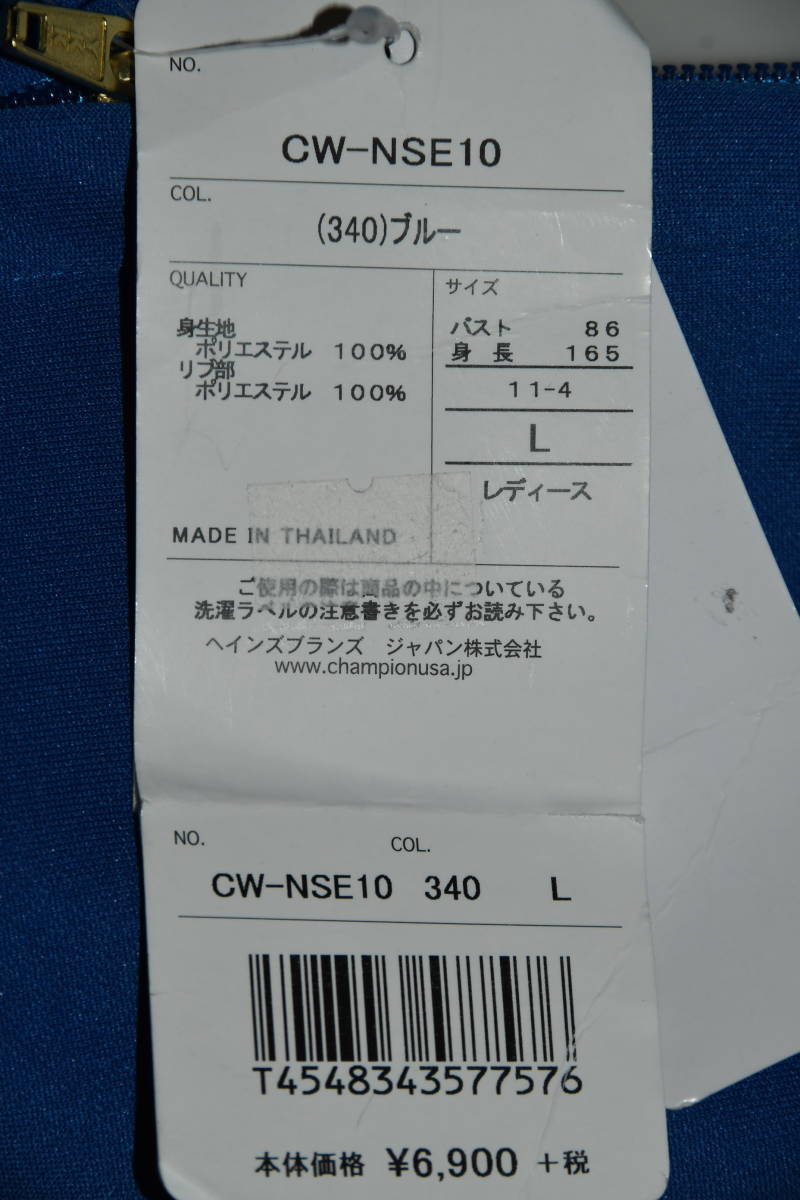 NO.
CW-NSE10
COL.
(340)ブルー
QUALITY
身生地
ポリエステル 100%
リブ部
ポリエステル 100%
サイズ
バスト 86
身長 165
11-4
L
レディース
MADE IN THAILAND
ご使用の際は商品の中についている
洗濯ラベルの注意書きを必ずお読み下さい。
ヘインズブランズ ジャパン株式会社
www.championusa.jp
NO. COL.
CW-NSE10 340 L
T4548343577576
本体価格 ¥6,900 +税